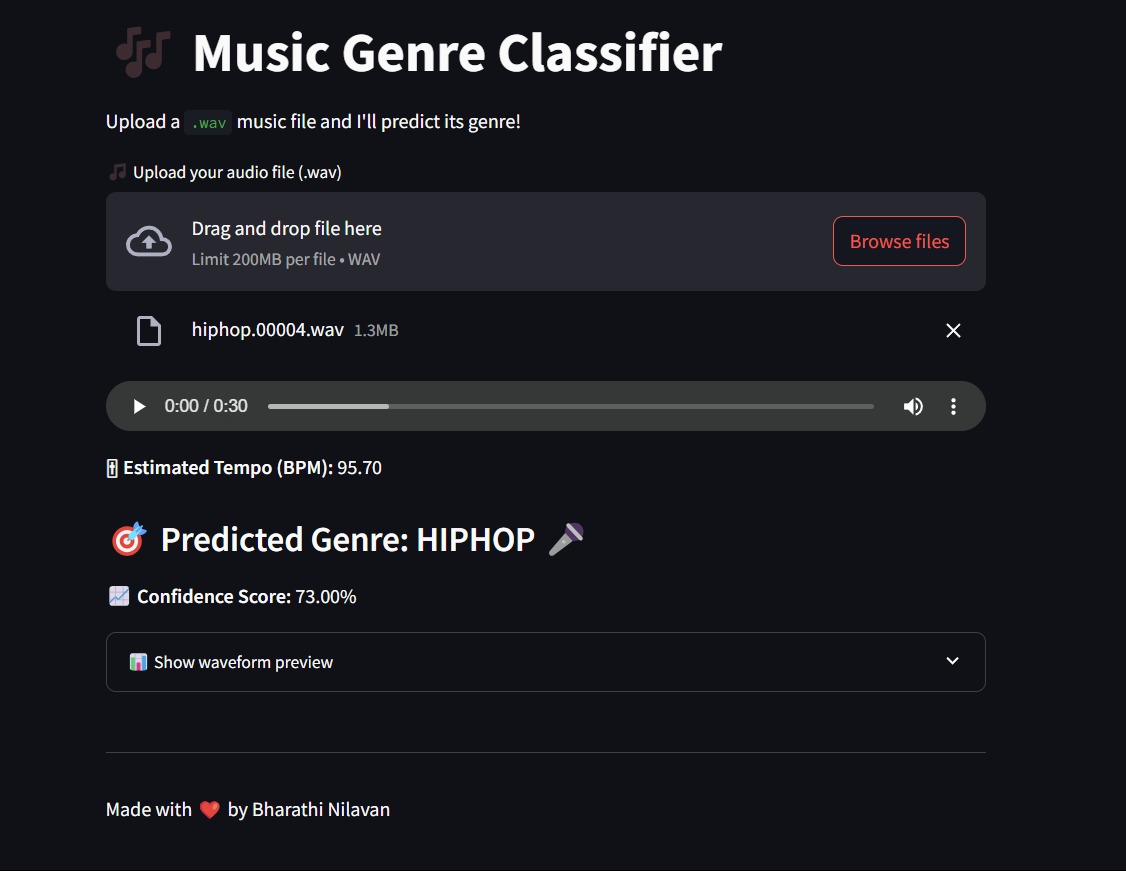 🎶 Music Genre Classifier
Upload a .wav music file and I'll predict its genre!
🎵 Upload your audio file (.wav)
Drag and drop file here
Limit 200MB per file • WAV
Browse files
hiphop.00004.wav 1.3MB
0:00 / 0:30
🎚 Estimated Tempo (BPM): 95.70
🎯 Predicted Genre: HIPHOP 🎤
📈 Confidence Score: 73.00%
📊 Show waveform preview
Made with ❤️ by Bharathi Nilavan